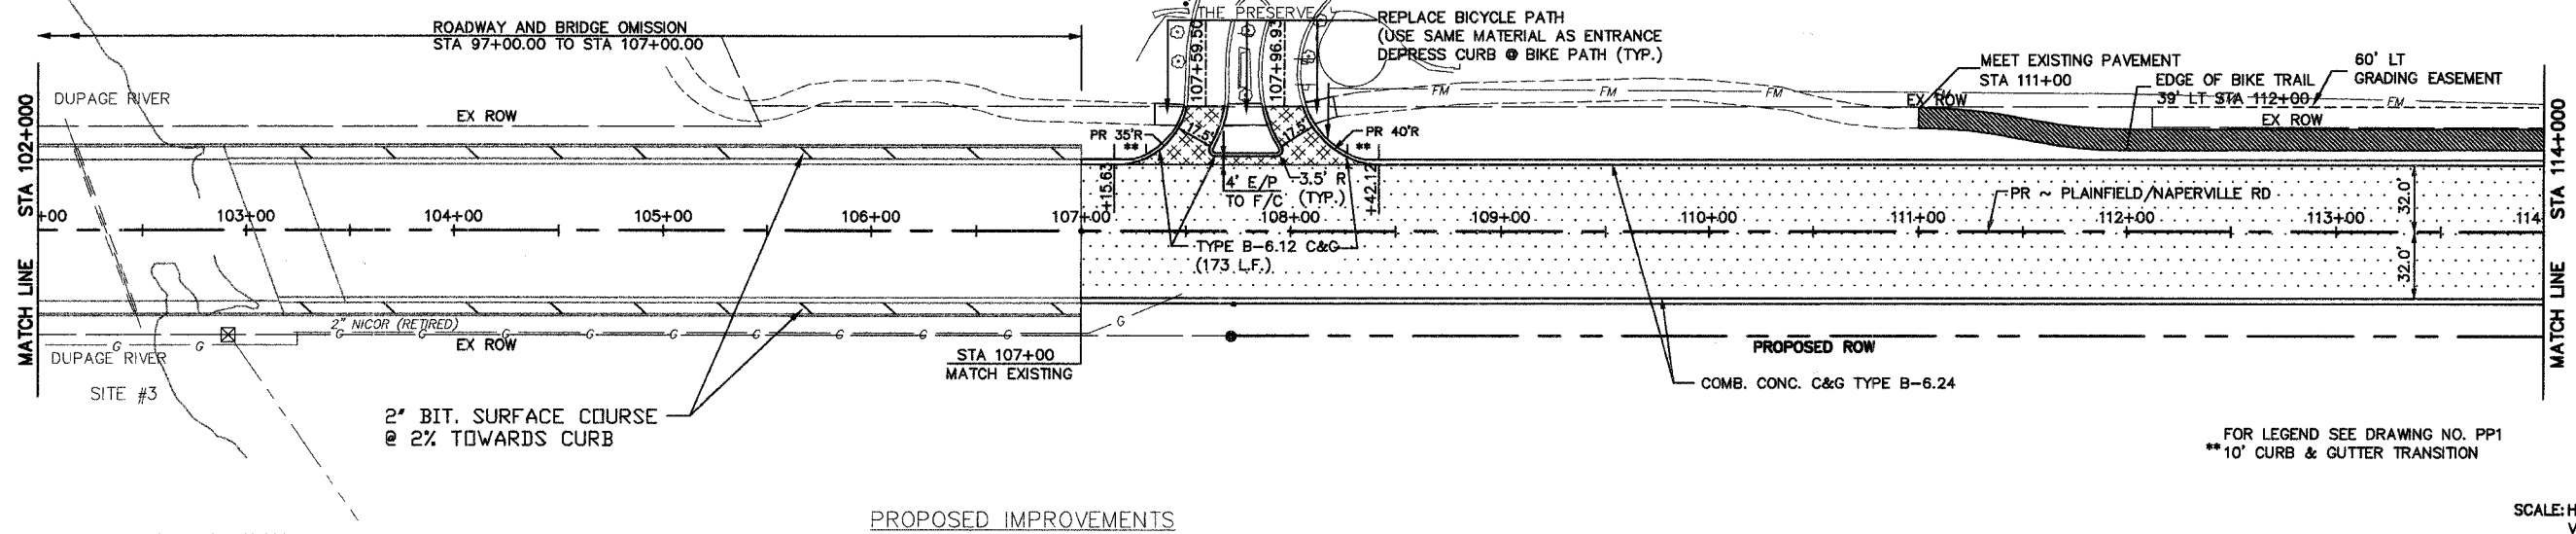 ROADWAY AND BRIDGE OMISSION
STA 97+00.00 TO STA 107+00.00
THE PRESERVE
REPLACE BICYCLE PATH
(USE SAME MATERIAL AS ENTRANCE
DEPRESS CURB @ BIKE PATH (TYP.)
MEET EXISTING PAVEMENT
STA 111+00
60' LT
GRADING EASEMENT
EDGE OF BIKE TRAIL
39' LT STA 112+00
107+59.50
107+96.93
DUPAGE RIVER
EX ROW
FM
FM
FM
EX ROW
FM
EX ROW
PR 35'R
**
17.5'
17.5'
PR 40'R
**
MATCH LINE STA 102+000
+15.63
4' E/P
TO F/C
3.5' R
(TYP.)
+42.12
32.0'
PR ~ PLAINFIELD/NAPERVILLE RD
MATCH LINE STA 114+000
+00
103+00
104+00
105+00
106+00
107+00
108+00
109+00
110+00
111+00
112+00
113+00
114
TYPE B-6.12 C&G
(173 L.F.)
32.0'
2" NICOR (RETIRED)
G
G
G
G
G
G
G
G
G
G
G
G
DUPAGE RIVER
EX ROW
STA 107+00
MATCH EXISTING
PROPOSED ROW
SITE #3
COMB. CONC. C&G TYPE B-6.24
2" BIT. SURFACE COURSE
@ 2% TOWARDS CURB
FOR LEGEND SEE DRAWING NO. PP1
** 10' CURB & GUTTER TRANSITION
PROPOSED IMPROVEMENTS
SCALE: H
V